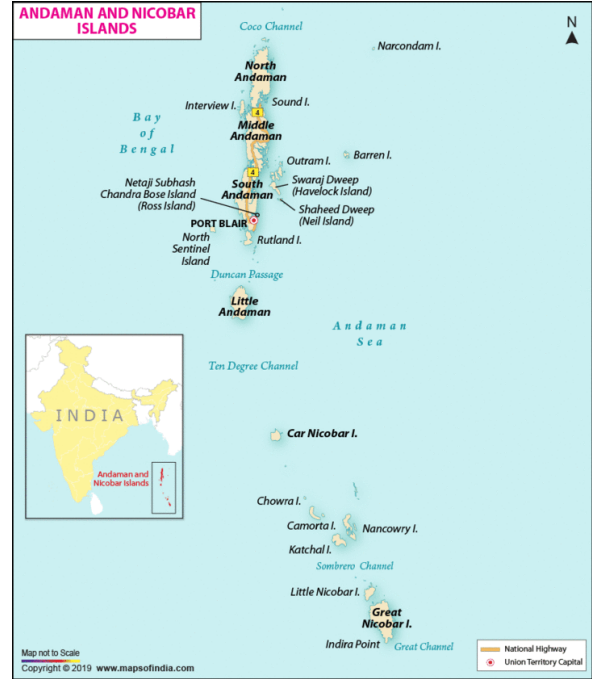 ANDAMAN AND NICOBAR
ISLANDS
N
Coco Channel
Narcondam I.
North
Andaman
Interview I.
Sound I.
4
Bay
of
Bengal
Middle
Andaman
Outram I.
Barren I.
4
Netaji Subhash
Chandra Bose Island
(Ross Island)
South
Andaman
Swaraj Dweep
(Havelock Island)
Shaheed Dweep
(Neil Island)
PORT BLAIR
North
Sentinel
Island
Rutland I.
Duncan Passage
Little
Andaman
Andaman
Sea
Ten Degree Channel
INDIA
Andaman and
Nicobar Islands
Car Nicobar I.
Chowra I.
Camorta I.
Nancowry I.
Katchal I.
Sombrero Channel
Little Nicobar I.
Great
Nicobar I.
Indira Point
Great Channel
Map not to Scale
Copyright © 2019 www.mapsofindia.com
National Highway
Union Territory Capital